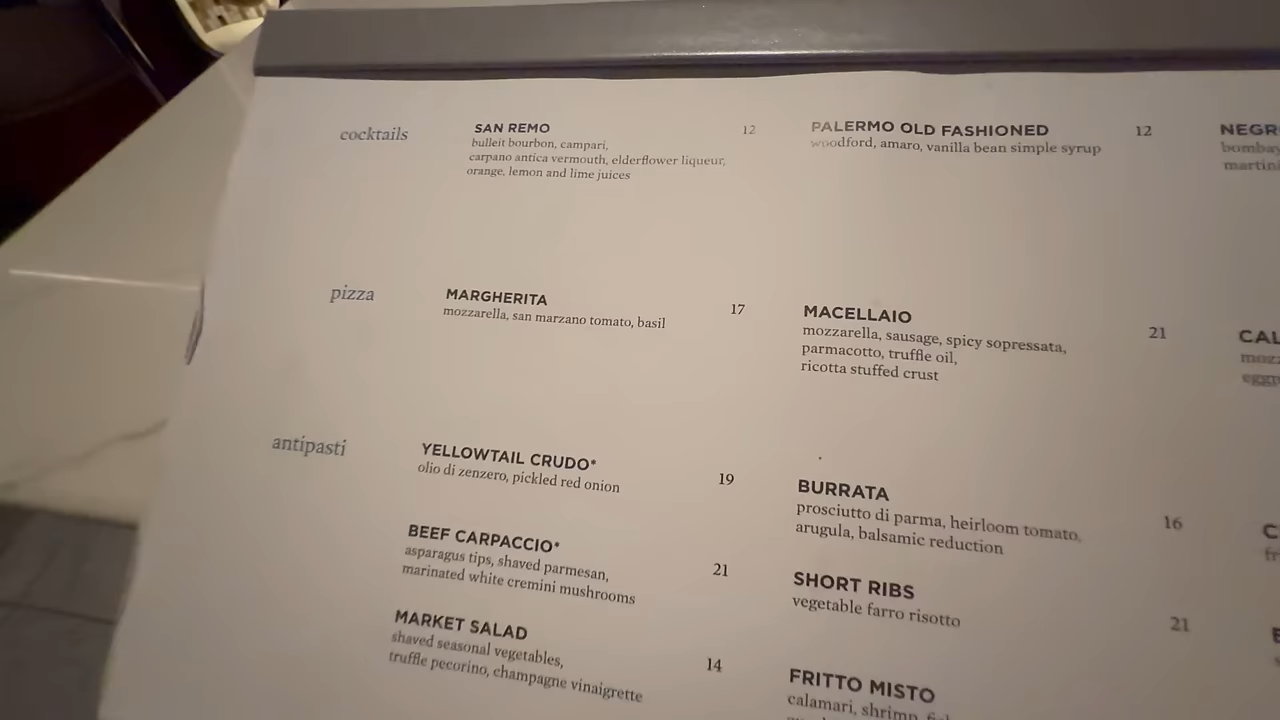 cocktails
SAN REMO 12
bulleit bourbon, campari,
carpano antica vermouth, elderflower liqueur,
orange, lemon and lime juices
PALERMO OLD FASHIONED 12
woodford, amaro, vanilla bean simple syrup
pizza
MARGHERITA 17
mozzarella, san marzano tomato, basil
MACELLAIO 21
mozzarella, sausage, spicy sopressata,
parmacotto, truffle oil,
ricotta stuffed crust
antipasti
YELLOWTAIL CRUDO* 19
olio di zenzero, pickled red onion
BEEF CARPACCIO* 21
asparagus tips, shaved parmesan,
marinated white cremini mushrooms
MARKET SALAD 14
shaved seasonal vegetables,
truffle pecorino, champagne vinaigrette
BURRATA 16
prosciutto di parma, heirloom tomato,
arugula, balsamic reduction
SHORT RIBS 21
vegetable farro risotto
FRITTO MISTO
calamari, shrimp,